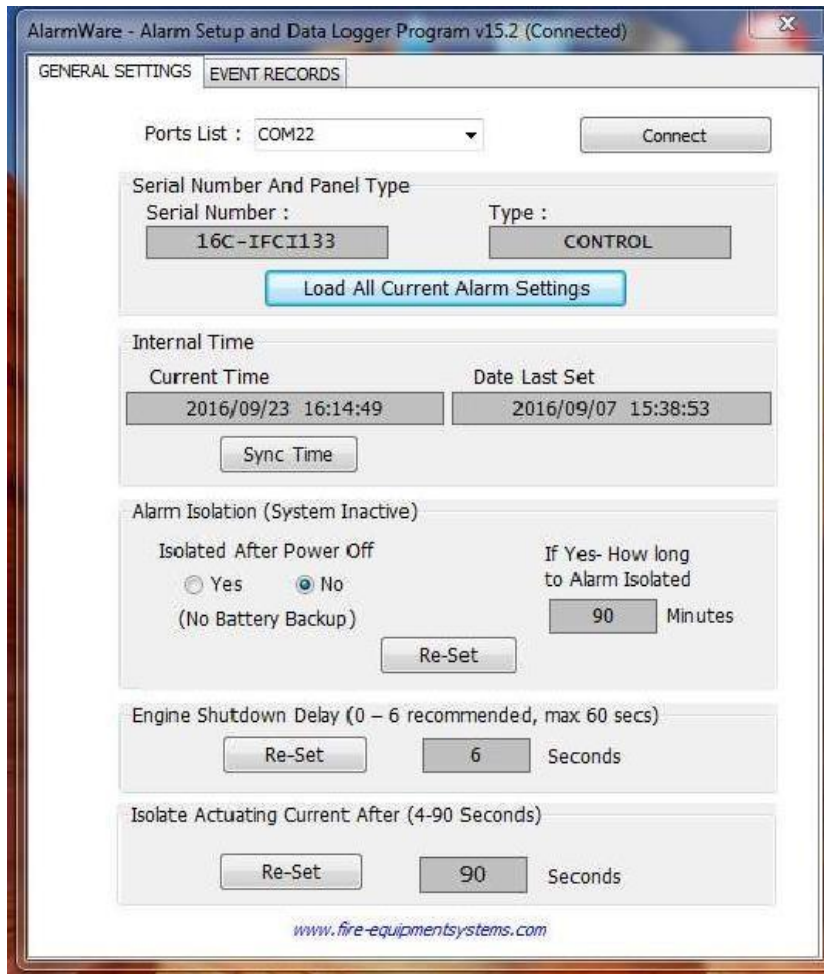 AlarmWare - Alarm Setup and Data Logger Program v15.2 (Connected)
GENERAL SETTINGS EVENT RECORDS
Ports List : COM22 Connect
Serial Number And Panel Type
Serial Number : Type :
16C-IFCI133 CONTROL
Load All Current Alarm Settings
Internal Time
Current Time Date Last Set
2016/09/23 16:14:49 2016/09/07 15:38:53
Sync Time
Alarm Isolation (System Inactive)
Isolated After Power Off
Yes No
(No Battery Backup)
If Yes- How long
to Alarm Isolated
90 Minutes
Re-Set
Engine Shutdown Delay (0 – 6 recommended, max 60 secs)
Re-Set 6 Seconds
Isolate Actuating Current After (4-90 Seconds)
Re-Set 90 Seconds
www.fire-equipmentsystems.com